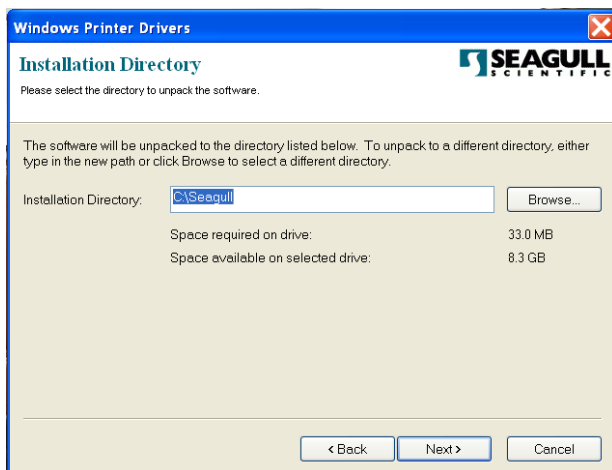 Windows Printer Drivers
Installation Directory
SEAGULL
SCIENTIFIC
Please select the directory to unpack the software.
The software will be unpacked to the directory listed below. To unpack to a different directory, either
type in the new path or click Browse to select a different directory.
Installation Directory: C:\Seagull Browse...
Space required on drive: 33.0 MB
Space available on selected drive: 8.3 GB
< Back Next > Cancel